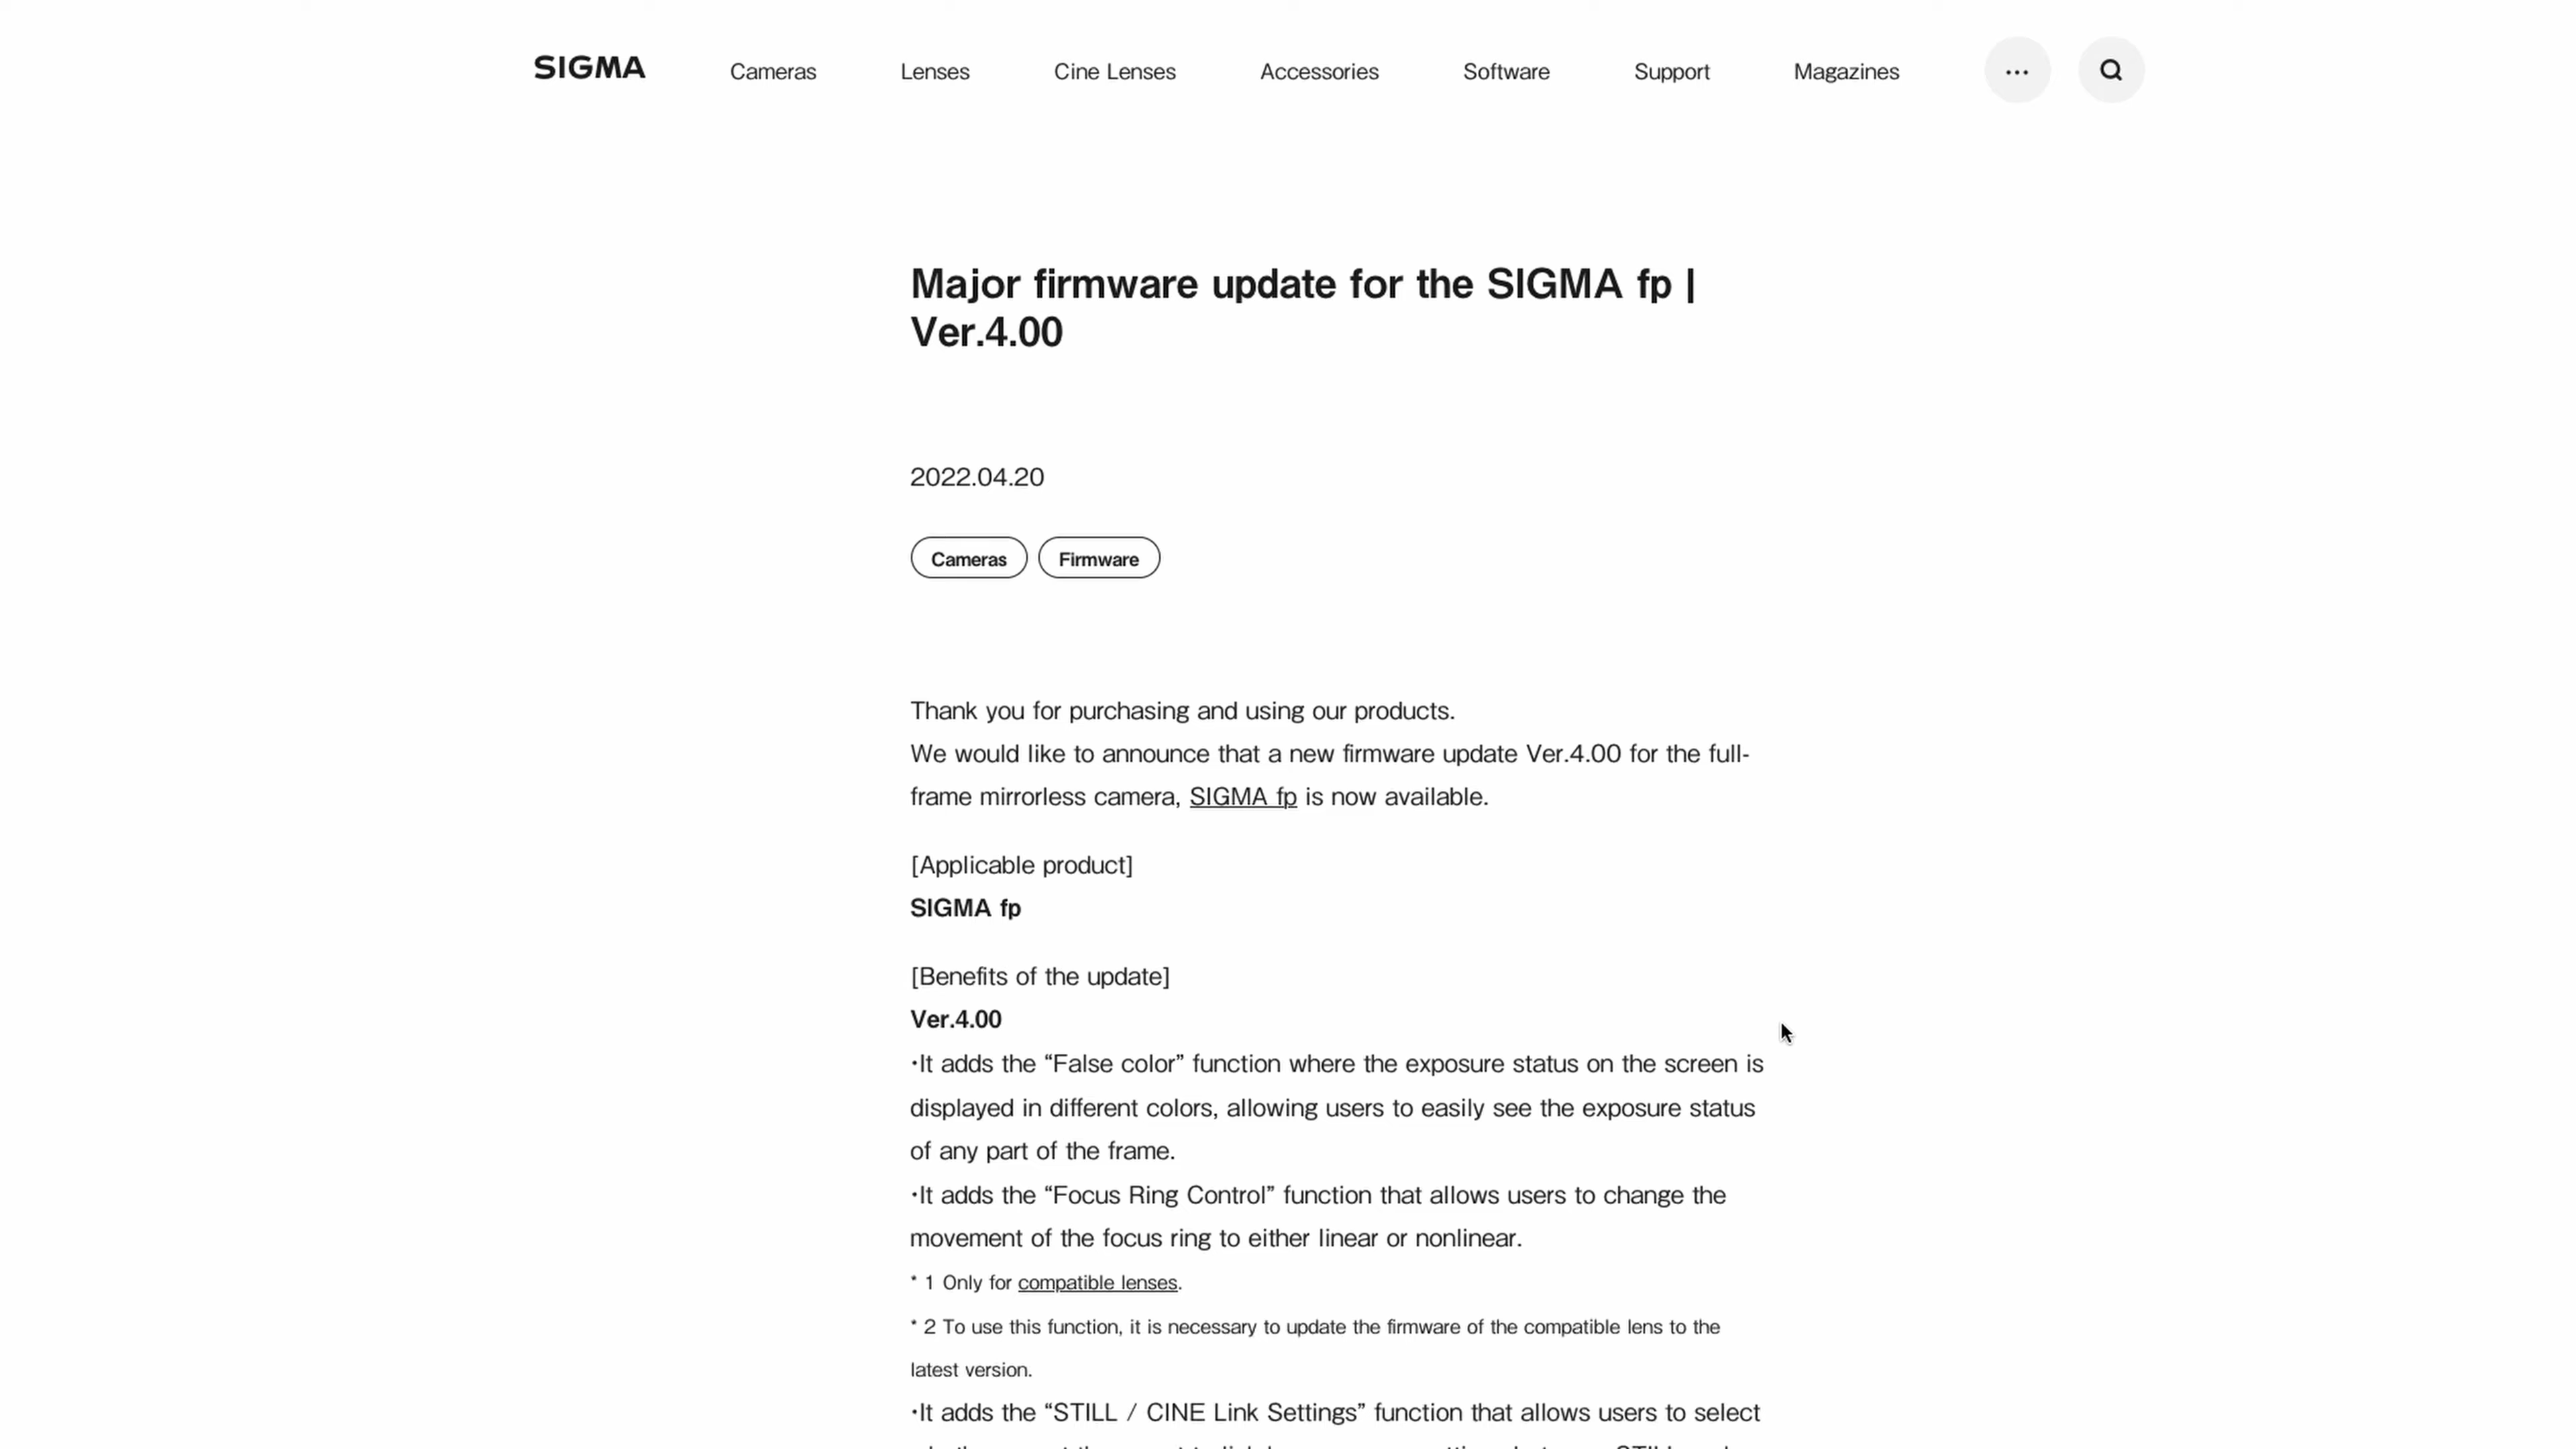 SIGMA
Cameras
Lenses
Cine Lenses
Accessories
Software
Support
Magazines
Major firmware update for the SIGMA fp |
Ver.4.00
2022.04.20
Cameras
Firmware
Thank you for purchasing and using our products.
We would like to announce that a new firmware update Ver.4.00 for the full-
frame mirrorless camera, SIGMA fp is now available.
[Applicable product]
SIGMA fp
[Benefits of the update]
Ver.4.00
・It adds the “False color” function where the exposure status on the screen is
displayed in different colors, allowing users to easily see the exposure status
of any part of the frame.
・It adds the “Focus Ring Control” function that allows users to change the
movement of the focus ring to either linear or nonlinear.
* 1 Only for compatible lenses.
* 2 To use this function, it is necessary to update the firmware of the compatible lens to the
latest version.
・It adds the “STILL / CINE Link Settings” function that allows users to select